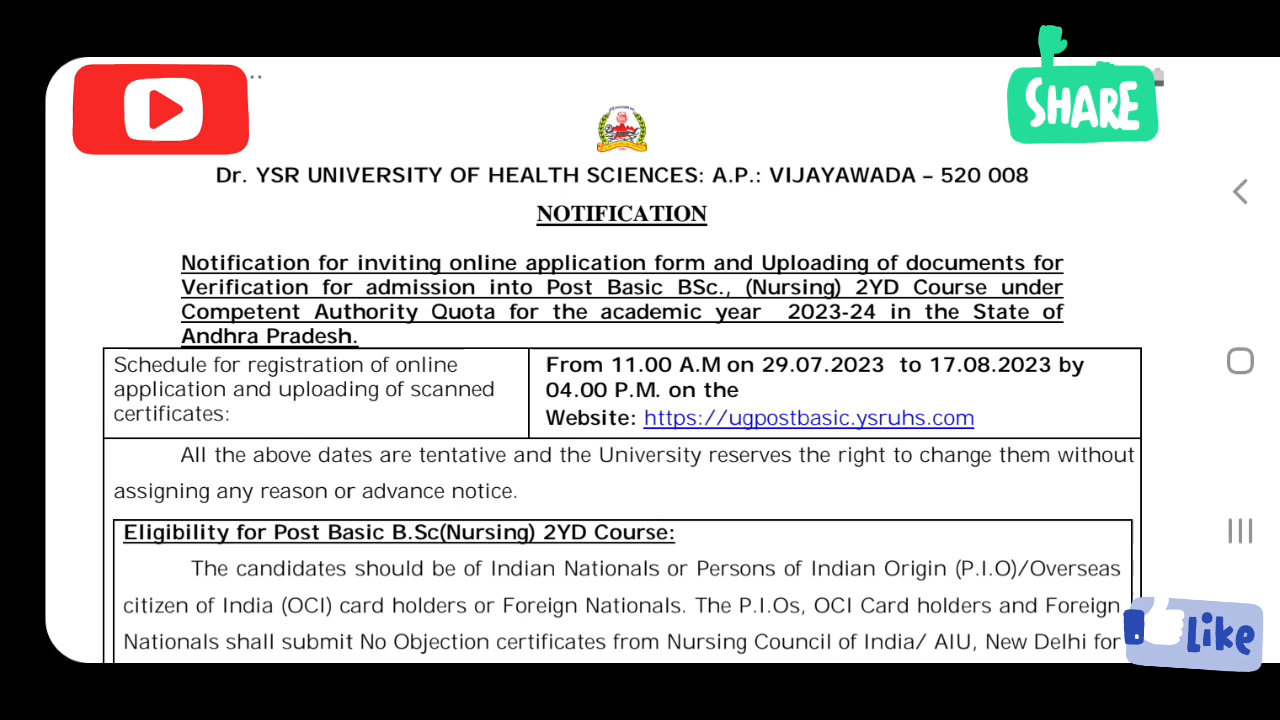 SHARE
Dr. YSR UNIVERSITY OF HEALTH SCIENCES: A.P.: VIJAYAWADA – 520 008
NOTIFICATION
Notification for inviting online application form and Uploading of documents for
Verification for admission into Post Basic BSc., (Nursing) 2YD Course under
Competent Authority Quota for the academic year 2023-24 in the State of
Andhra Pradesh.
Schedule for registration of online
application and uploading of scanned
certificates:
From 11.00 A.M on 29.07.2023 to 17.08.2023 by
04.00 P.M. on the
Website: https://ugpostbasic.ysruhs.com
All the above dates are tentative and the University reserves the right to change them without
assigning any reason or advance notice.
Eligibility for Post Basic B.Sc(Nursing) 2YD Course:
The candidates should be of Indian Nationals or Persons of Indian Origin (P.I.O)/Overseas
citizen of India (OCI) card holders or Foreign Nationals. The P.I.Os, OCI Card holders and Foreign
Nationals shall submit No Objection certificates from Nursing Council of India/ AIU, New Delhi for
Like